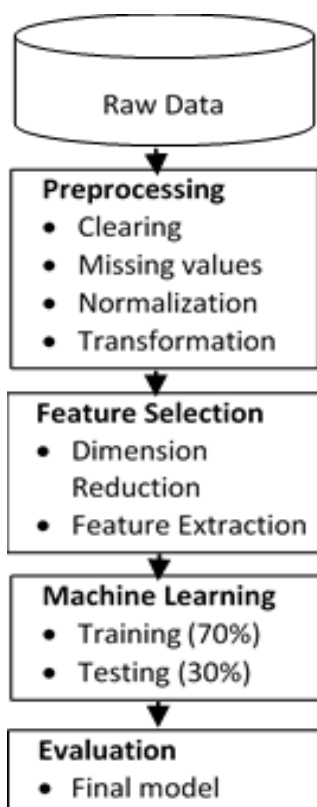 Raw Data
Preprocessing
• Clearing
• Missing values
• Normalization
• Transformation
Feature Selection
• Dimension
Reduction
• Feature Extraction
Machine Learning
• Training (70%)
• Testing (30%)
Evaluation
• Final model